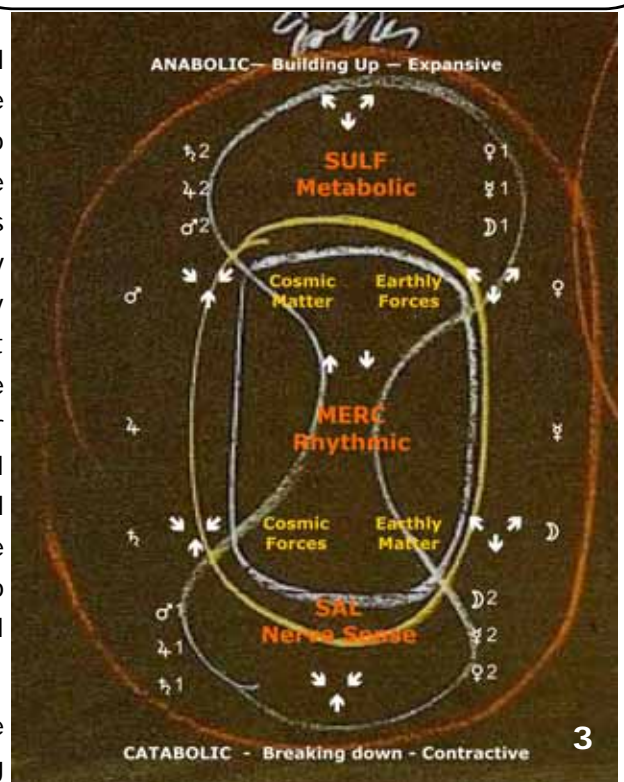 ANABOLIC— Building Up — Expansive
♄2 ♀1
SULF
♃2 Metabolic ☿1
♂2 ☽1
Cosmic Earthly
Matter Forces
♂ ♀
MERC
♃ Rhythmic ☿
Cosmic Earthly
♄ Forces Matter ☽
♂1 SAL ☽2
Nerve Sense ☿2
♃1 ♀2
♄1
3
CATABOLIC - Breaking down - Contractive